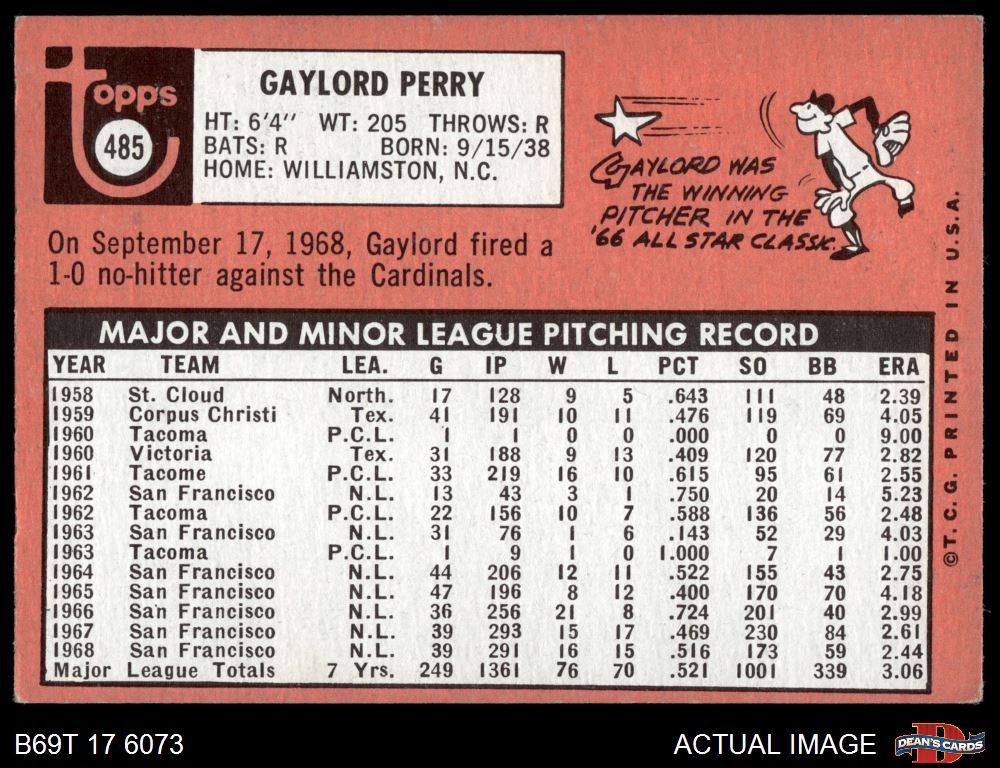 topps
485
GAYLORD PERRY
HT: 6'4" WT: 205 THROWS: R
BATS: R BORN: 9/15/38
HOME: WILLIAMSTON, N.C.
GAYLORD WAS
THE WINNING
PITCHER IN THE
'66 ALL STAR CLASSIC.
On September 17, 1968, Gaylord fired a
1-0 no-hitter against the Cardinals.
MAJOR AND MINOR LEAGUE PITCHING RECORD
YEAR TEAM LEA. G IP W L PCT SO BB ERA
1958 St. Cloud North. 17 128 9 5 .643 111 48 2.39
1959 Corpus Christi Tex. 41 191 10 11 .476 119 69 4.05
1960 Tacoma P.C.L. 1 1 0 0 .000 0 0 9.00
1960 Victoria Tex. 31 188 9 13 .409 120 77 2.82
1961 Tacome P.C.L. 33 219 16 10 .615 95 61 2.55
1962 San Francisco N.L. 13 43 3 1 .750 20 14 5.23
1962 Tacoma P.C.L. 22 156 10 7 .588 136 56 2.48
1963 San Francisco N.L. 31 76 1 6 .143 52 29 4.03
1963 Tacoma P.C.L. 1 9 1 0 1.000 7 1 1.00
1964 San Francisco N.L. 44 206 12 11 .522 155 43 2.75
1965 San Francisco N.L. 47 196 8 12 .400 170 70 4.18
1966 San Francisco N.L. 36 256 21 8 .724 201 40 2.99
1967 San Francisco N.L. 39 293 15 17 .469 230 84 2.61
1968 San Francisco N.L. 39 291 16 15 .516 173 59 2.44
Major League Totals 7 Yrs. 249 1361 76 70 .521 1001 339 3.06
©T.C.G. PRINTED IN U.S.A.
B69T 17 6073
ACTUAL IMAGE
D
DEAN'S CARDS